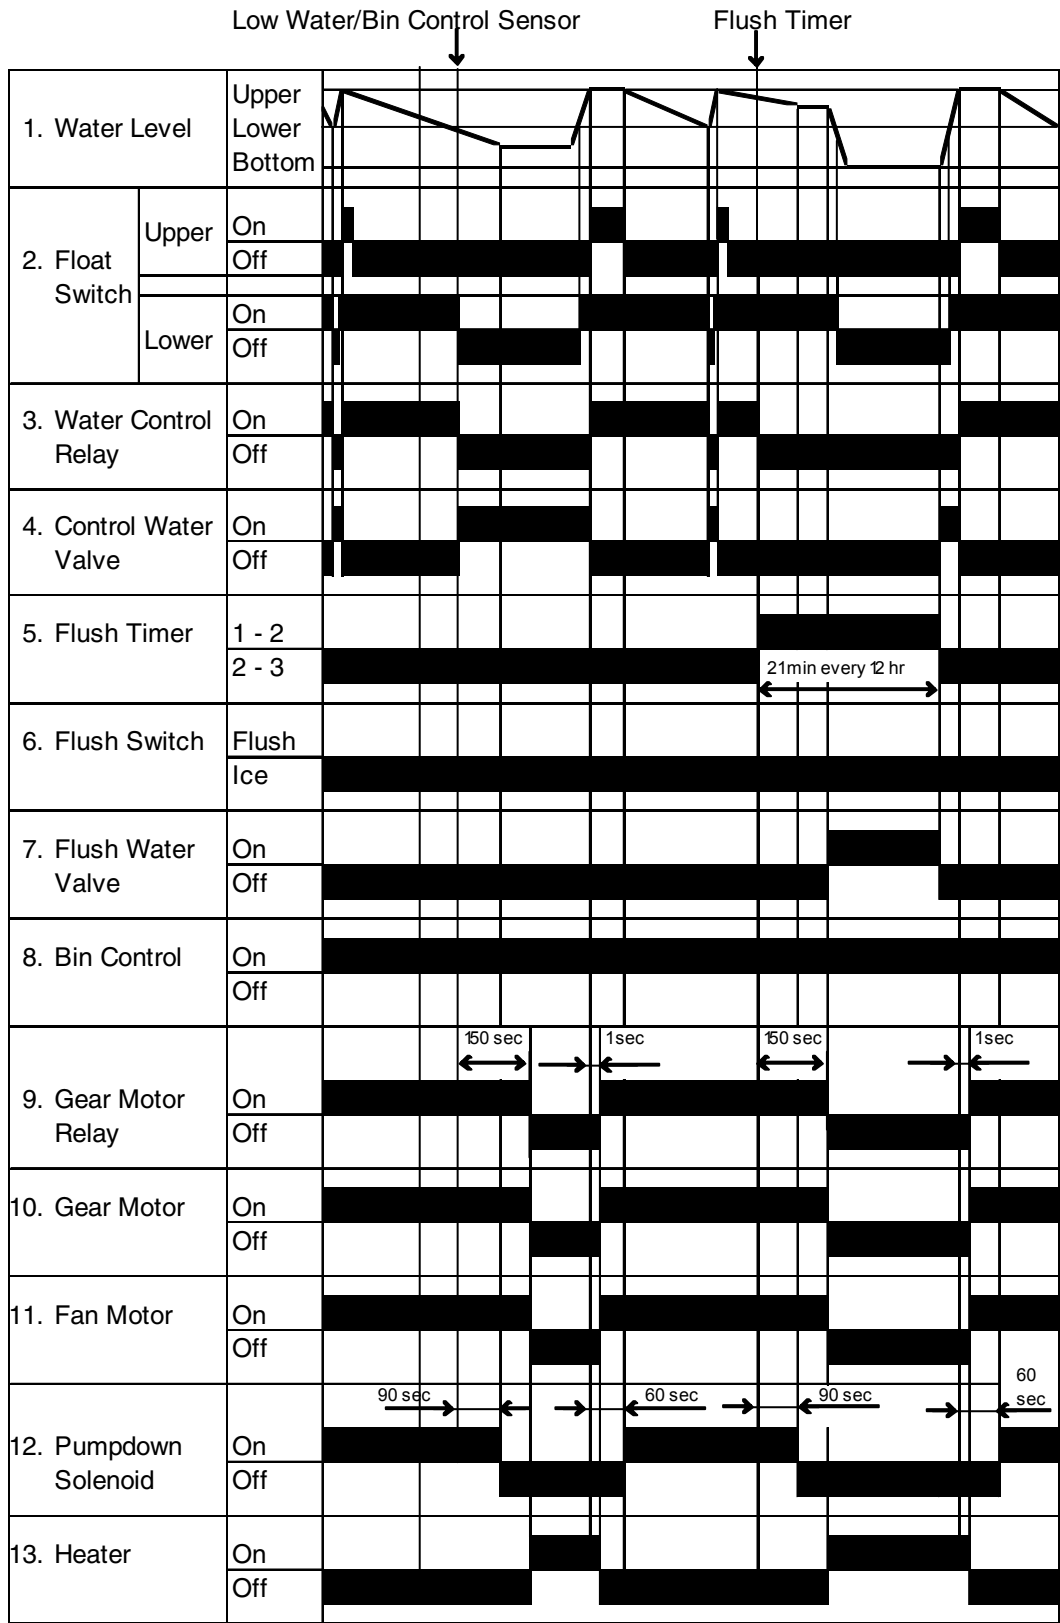 Low Water/Bin Control Sensor
Flush Timer
1. Water Level
Upper
Lower
Bottom
2. Float
Switch
Upper
On
Off
Lower
On
Off
3. Water Control
Relay
On
Off
4. Control Water
Valve
On
Off
5. Flush Timer
1 - 2
2 - 3
21min every 12 hr
6. Flush Switch
Flush
Ice
7. Flush Water
Valve
On
Off
8. Bin Control
On
Off
150 sec
1sec
150 sec
1sec
9. Gear Motor
Relay
On
Off
10. Gear Motor
On
Off
11. Fan Motor
On
Off
90 sec
60 sec
90 sec
60
sec
12. Pumpdown
Solenoid
On
Off
13. Heater
On
Off